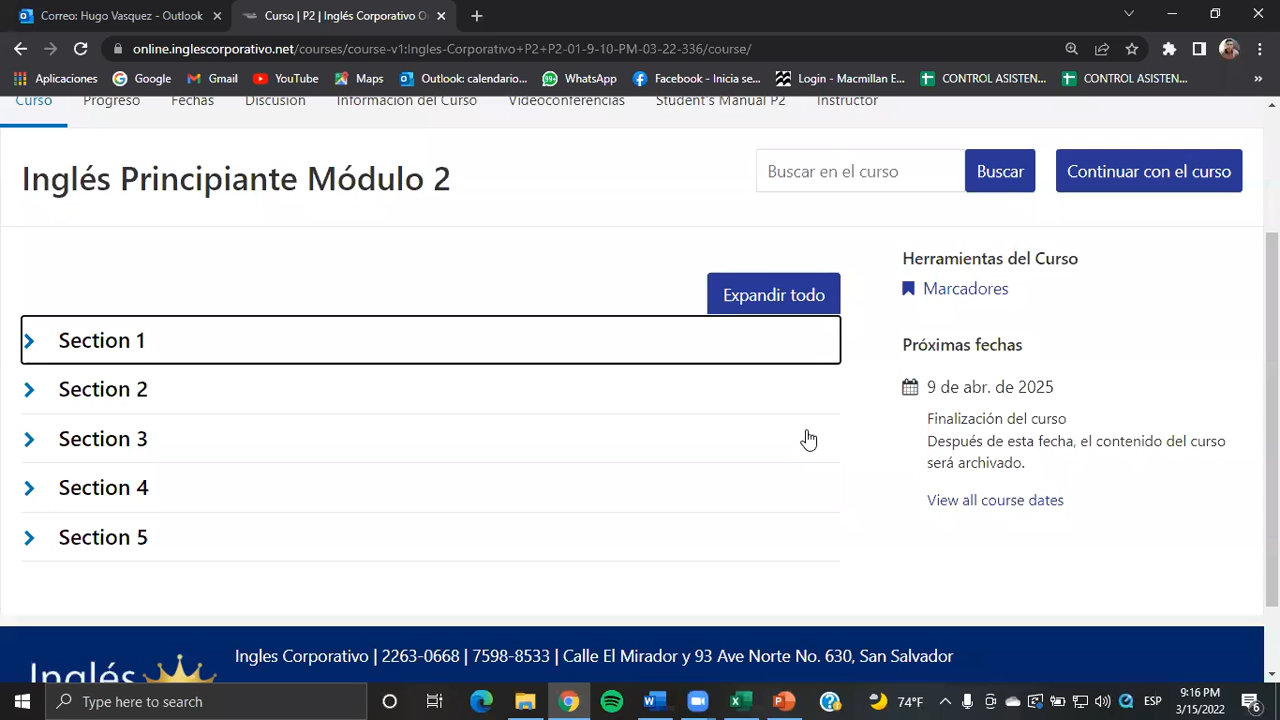 Correo: Hugo Vasquez - Outlook
Curso | P2 | Inglés Corporativo O
online.inglescorporativo.net/courses/course-v1:Ingles-Corporativo+P2+P2-01-9-10-PM-03-22-336/course/
Aplicaciones Google Gmail YouTube Maps Outlook: calendario... WhatsApp Facebook - Inicia se... Login - Macmillan E... CONTROL ASISTEN... CONTROL ASISTEN... »
Curso Progreso Fechas Discusión Información del Curso Videoconferencias Student's Manual P2 Instructor
Inglés Principiante Módulo 2
Buscar en el curso Buscar Continuar con el curso
Expandir todo
Section 1
Section 2
Section 3
Section 4
Section 5
Herramientas del Curso
Marcadores
Próximas fechas
9 de abr. de 2025
Finalización del curso
Después de esta fecha, el contenido del curso
será archivado.
View all course dates
Inglés
Ingles Corporativo | 2263-0668 | 7598-8533 | Calle El Mirador y 93 Ave Norte No. 630, San Salvador
Type here to search
74°F
ESP
9:16 PM
3/15/2022
6